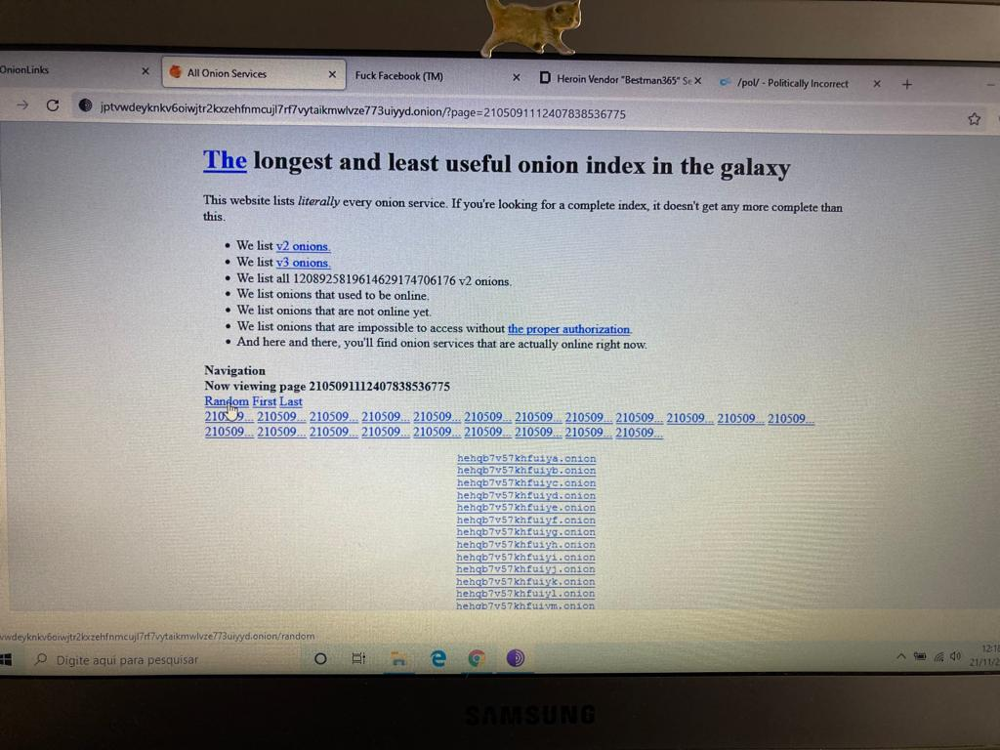 OnionLinks
All Onion Services
Fuck Facebook (TM)
Heroin Vendor "Bestman365" Se
/pol/ - Politically Incorrect
jptvwdeyknkv6oiwjtr2kxzehfnmcujl7rf7vytaikmwlvze773uiyyd.onion/?page=2105091112407838536775
The longest and least useful onion index in the galaxy
This website lists literally every onion service. If you're looking for a complete index, it doesn't get any more complete than
this.
• We list v2 onions.
• We list v3 onions.
• We list all 1208925819614629174706176 v2 onions.
• We list onions that used to be online.
• We list onions that are not online yet.
• We list onions that are impossible to access without the proper authorization.
• And here and there, you'll find onion services that are actually online right now.
Navigation
Now viewing page 2105091112407838536775
Random First Last
210509... 210509... 210509... 210509... 210509... 210509... 210509... 210509... 210509... 210509... 210509... 210509...
210509... 210509... 210509... 210509... 210509... 210509... 210509... 210509... 210509...
hehqb7v57khfuiya.onion
hehqb7v57khfuiyb.onion
hehqb7v57khfuiyc.onion
hehqb7v57khfuiyd.onion
hehqb7v57khfuiye.onion
hehqb7v57khfuiyf.onion
hehqb7v57khfuiyg.onion
hehqb7v57khfuiyh.onion
hehqb7v57khfuiyi.onion
hehqb7v57khfuiyj.onion
hehqb7v57khfuiyk.onion
hehqb7v57khfuiyl.onion
hehqb7v57khfuiym.onion
vwdeyknkv6oiwjtr2kxzehfnmcujl7rf7vytaikmwlvze773uiyyd.onion/random
Digite aqui para pesquisar
12:18
21/11/2
SAMSUNG